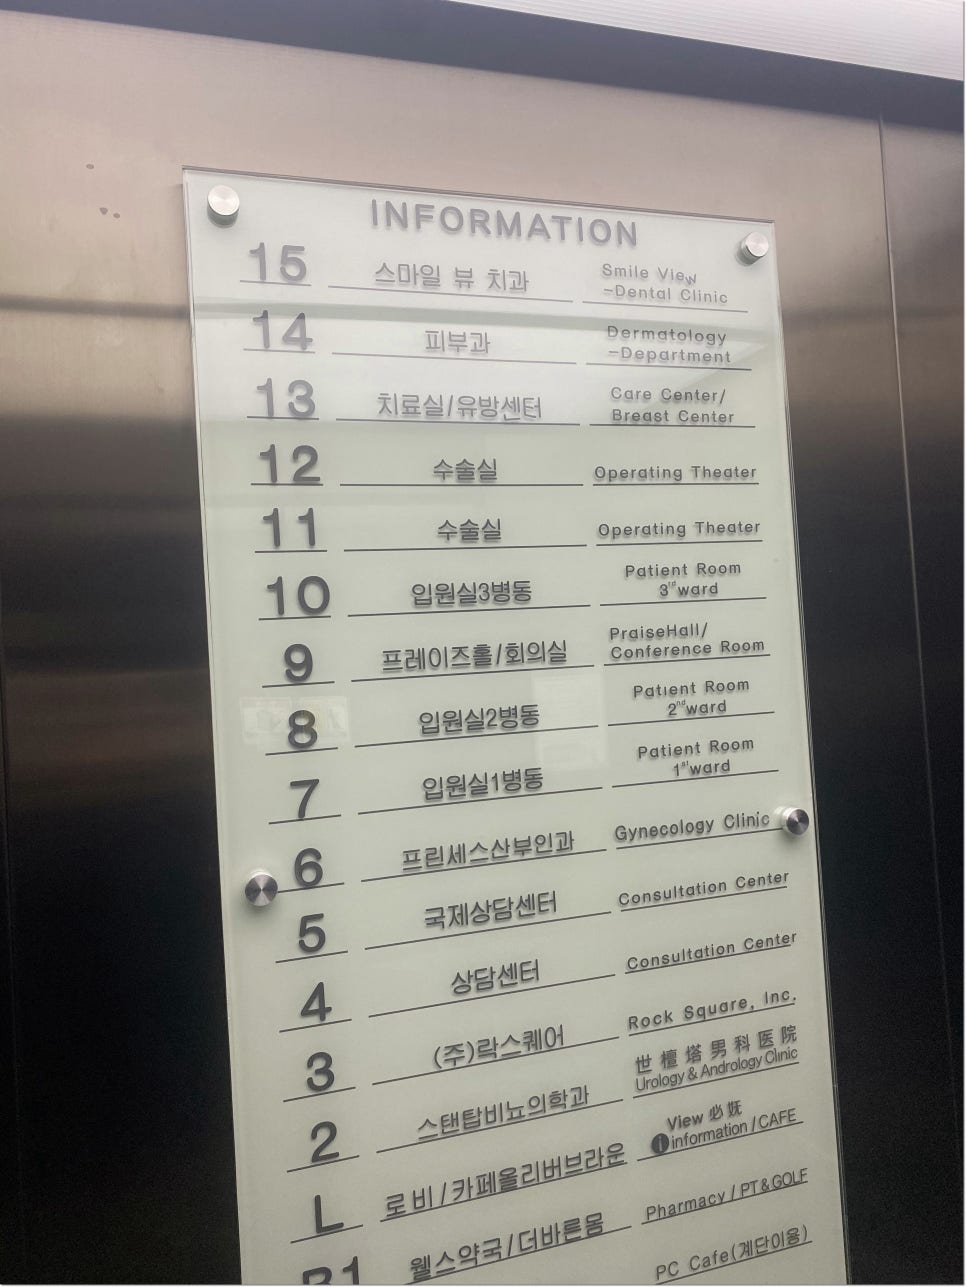 INFORMATION
15 스마일 뷰 치과 Smile View
-Dental Clinic
14 피부과 Dermatology
-Department
13 치료실/유방센터 Care Center/
Breast Center
12 수술실 Operating Theater
11 수술실 Operating Theater
10 입원실3병동 Patient Room
3rd ward
9 프레이즈홀/회의실 PraiseHall/
Conference Room
8 입원실2병동 Patient Room
2nd ward
7 입원실1병동 Patient Room
1st ward
6 프린세스산부인과 Gynecology Clinic
5 국제상담센터 Consultation Center
4 상담센터 Consultation Center
3 (주)락스퀘어 Rock Square, Inc.
2 스탠탑비뇨의학과 世檀塔男科医院
Urology & Andrology Clinic
L 로비/카페올리버브라운 View 必妩
i information / CAFE
B1 웰스약국/더바른몸 Pharmacy / PT & GOLF
PC Cafe(계단이용)